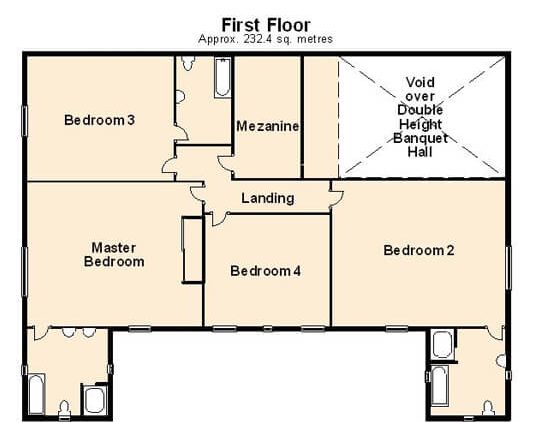 First Floor
Approx. 232.4 sq. metres
Bedroom 3
Mezanine
Void
over
Double
Height
Banquet
Hall
Landing
Master
Bedroom
Bedroom 4
Bedroom 2